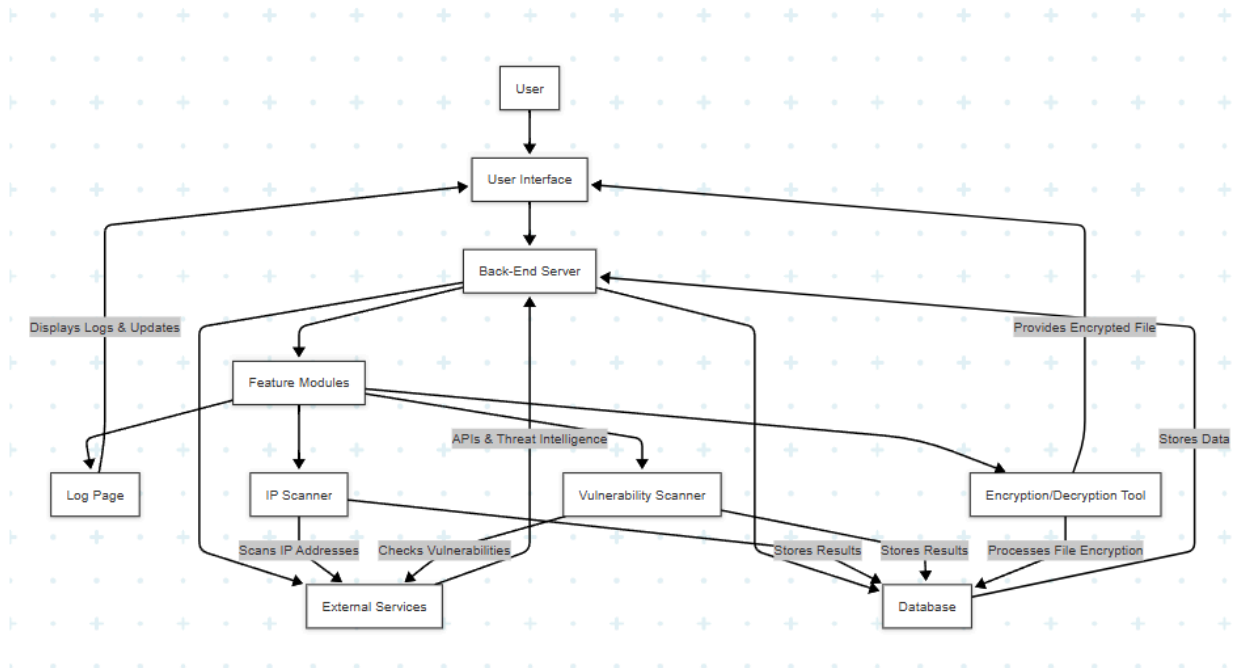 User
User Interface
Back-End Server
Displays Logs & Updates
Provides Encrypted File
Feature Modules
APIs & Threat Intelligence
Stores Data
Log Page
IP Scanner
Vulnerability Scanner
Encryption/Decryption Tool
Scans IP Addresses
Checks Vulnerabilities
Stores Results
Stores Results
Processes File Encryption
External Services
Database